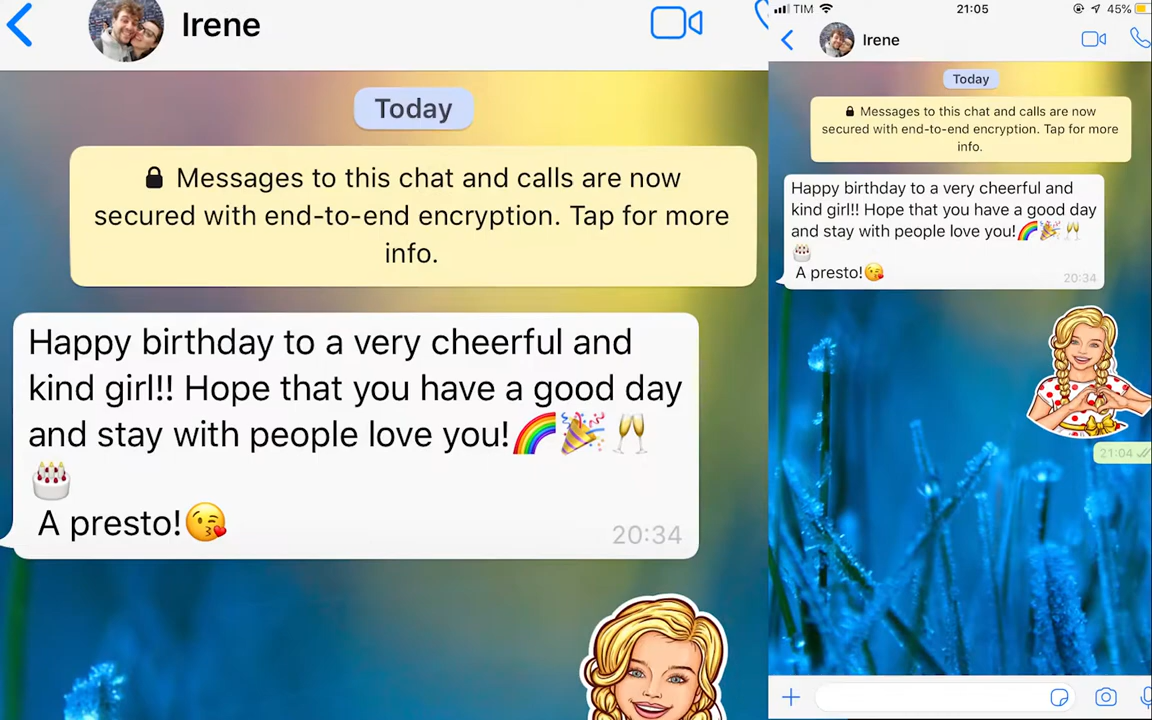 Irene
Today
Messages to this chat and calls are now
secured with end-to-end encryption. Tap for more
info.
Happy birthday to a very cheerful and
kind girl!! Hope that you have a good day
and stay with people love you!🌈🎉🥂
🎂
A presto!😘
20:34
TIM
21:05
45%
Irene
Today
Messages to this chat and calls are now
secured with end-to-end encryption. Tap for more
info.
Happy birthday to a very cheerful and
kind girl!! Hope that you have a good day
and stay with people love you!🌈🎉🥂
🎂
A presto!😘
20:34
21:04